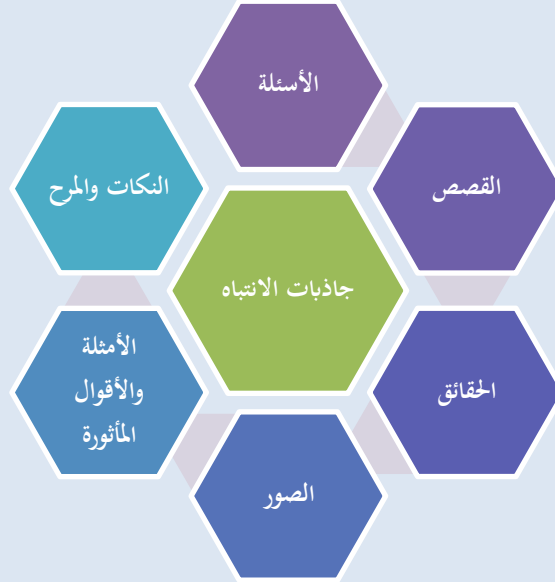 الأسئلة
القصص
النكات والمرح
جاذبات الانتباه
الأمثلة
والأقوال
المأثورة
الحقائق
الصور